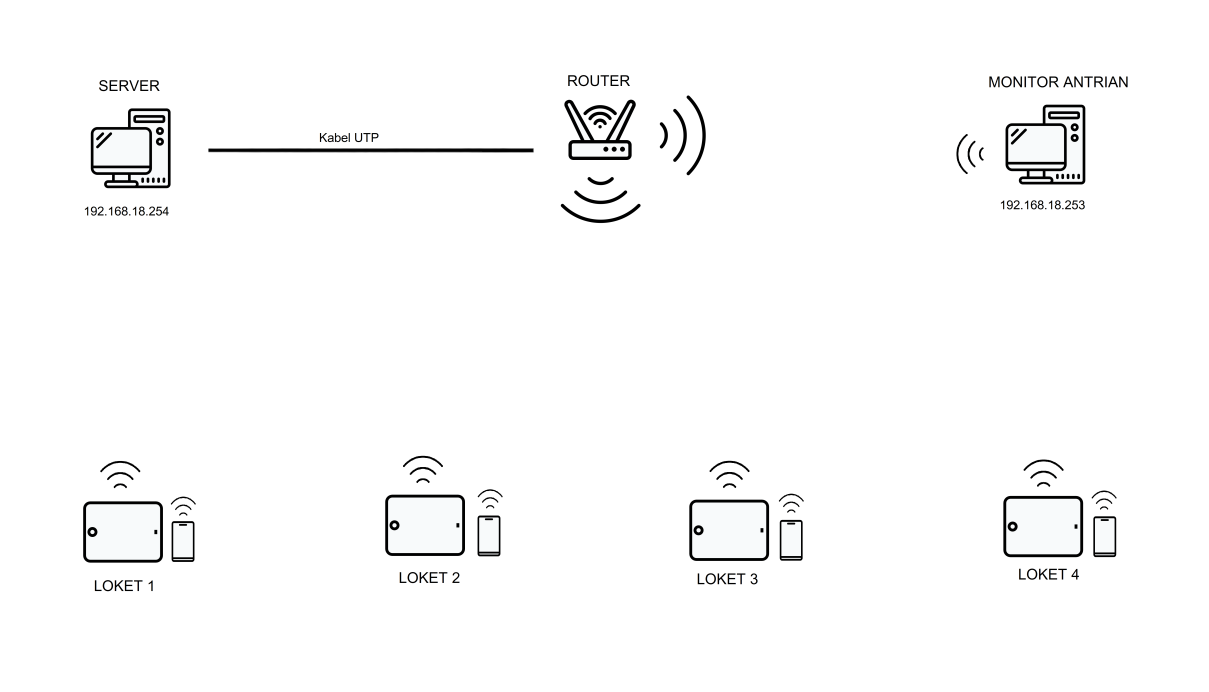 SERVER
ROUTER
MONITOR ANTRIAN
Kabel UTP
192.168.18.254
192.168.18.253
LOKET 1
LOKET 2
LOKET 3
LOKET 4